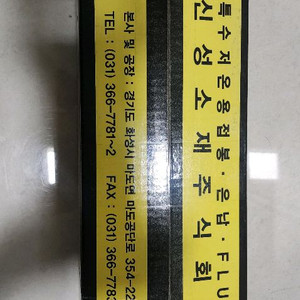 특수저온용접봉·은납·FLU
신성소재주식회
본사 및 공장 : 경기도 화성시 마도면 마도공단로 354-22
TEL : (031) 366-7781~2 FAX : (031) 366-7783